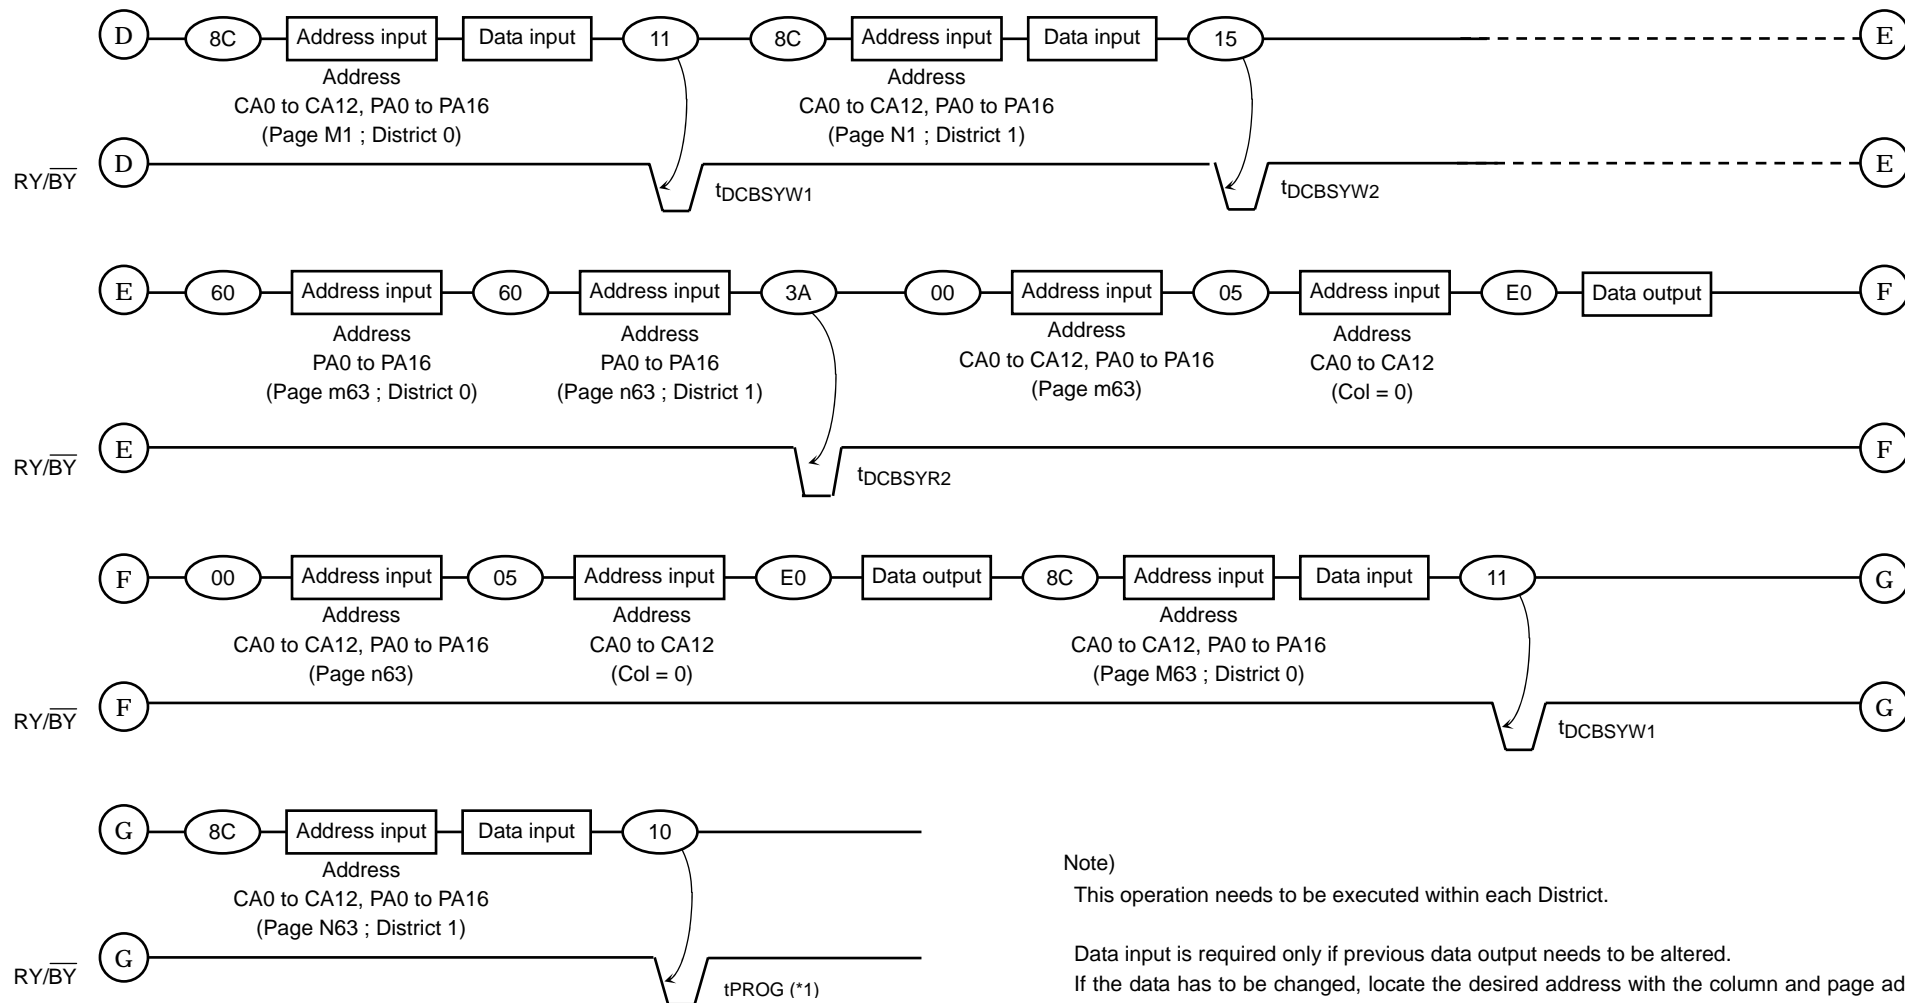 D 8C Address input Data input 11 8C Address input Data input 15 E
Address Address
CA0 to CA12, PA0 to PA16 CA0 to CA12, PA0 to PA16
(Page M1 ; District 0) (Page N1 ; District 1)
RY/BY D E
tDCBSYW1 tDCBSYW2
E 60 Address input 60 Address input 3A 00 Address input 05 Address input E0 Data output F
Address Address Address Address
PA0 to PA16 PA0 to PA16 CA0 to CA12, PA0 to PA16 CA0 to CA12
(Page m63 ; District 0) (Page n63 ; District 1) (Page m63) (Col = 0)
RY/BY E F
tDCBSYR2
F 00 Address input 05 Address input E0 Data output 8C Address input Data input 11 G
Address Address Address
CA0 to CA12, PA0 to PA16 CA0 to CA12 CA0 to CA12, PA0 to PA16
(Page n63) (Col = 0) (Page M63 ; District 0)
RY/BY F G
tDCBSYW1
G 8C Address input Data input 10
Address
CA0 to CA12, PA0 to PA16
(Page N63 ; District 1)
RY/BY G
tPROG (*1)
Note)
This operation needs to be executed within each District.
Data input is required only if previous data output needs to be altered.
If the data has to be changed, locate the desired address with the column and page ad